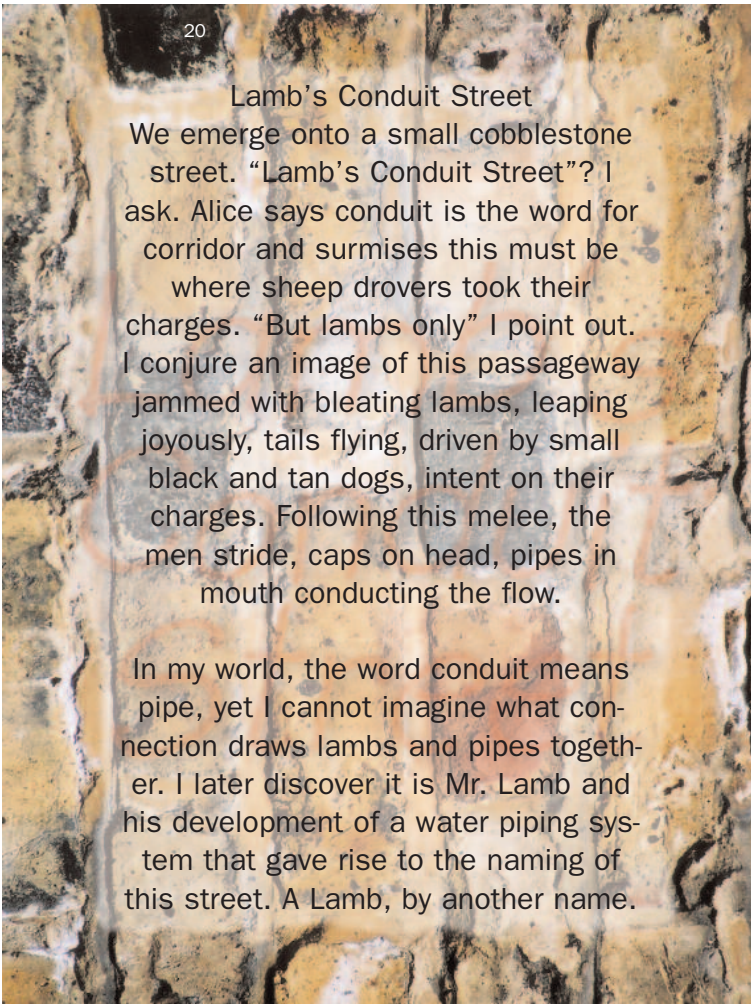 20
Lamb's Conduit Street
We emerge onto a small cobblestone
street. “Lamb's Conduit Street”? I
ask. Alice says conduit is the word for
corridor and surmises this must be
where sheep drovers took their
charges. “But lambs only” I point out.
I conjure an image of this passageway
jammed with bleating lambs, leaping
joyously, tails flying, driven by small
black and tan dogs, intent on their
charges. Following this melee, the
men stride, caps on head, pipes in
mouth conducting the flow.

In my world, the word conduit means
pipe, yet I cannot imagine what con-
nection draws lambs and pipes togeth-
er. I later discover it is Mr. Lamb and
his development of a water piping sys-
tem that gave rise to the naming of
this street. A Lamb, by another name.